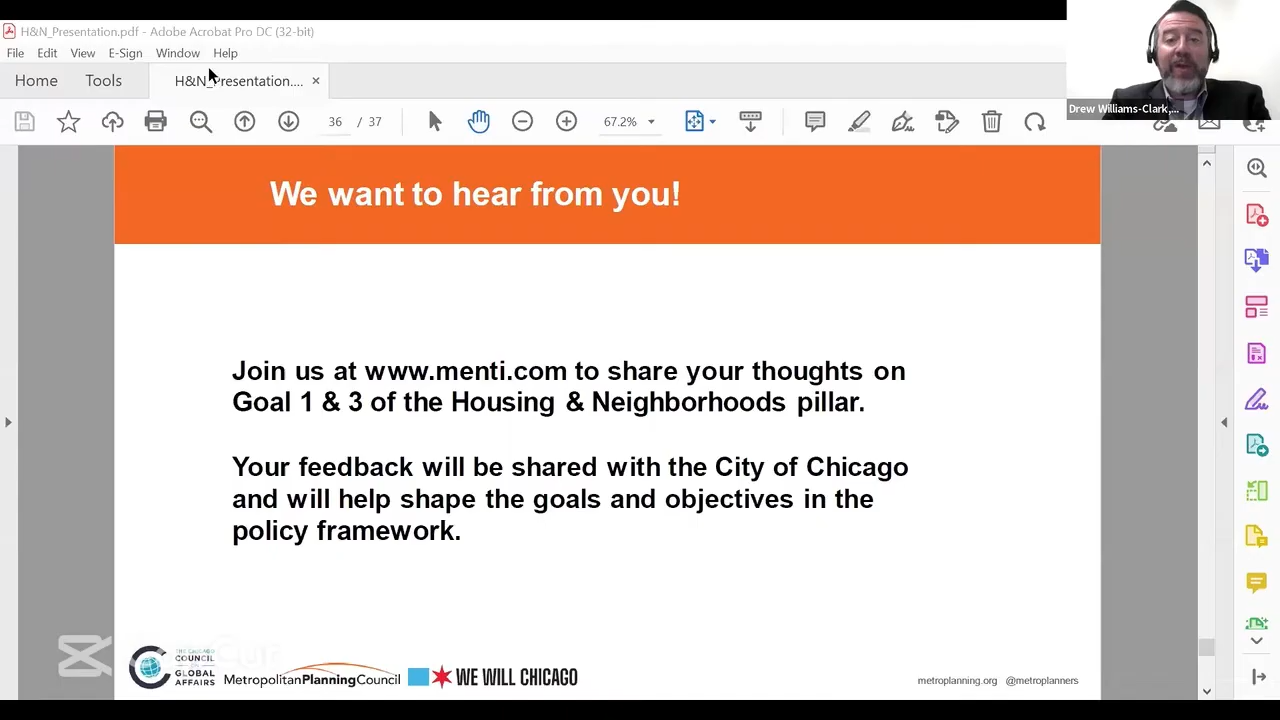 H&N_Presentation.pdf - Adobe Acrobat Pro DC (32-bit)
File Edit View E-Sign Window Help
Home Tools H&N_Presentation.... ×
36 / 37 67.2%
Drew Williams-Clark,...
We want to hear from you!
Join us at www.menti.com to share your thoughts on
Goal 1 & 3 of the Housing & Neighborhoods pillar.
Your feedback will be shared with the City of Chicago
and will help shape the goals and objectives in the
policy framework.
THE CHICAGO
COUNCIL
ON
GLOBAL
AFFAIRS
MetropolitanPlanningCouncil
WE WILL CHICAGO
metroplanning.org @metroplanners